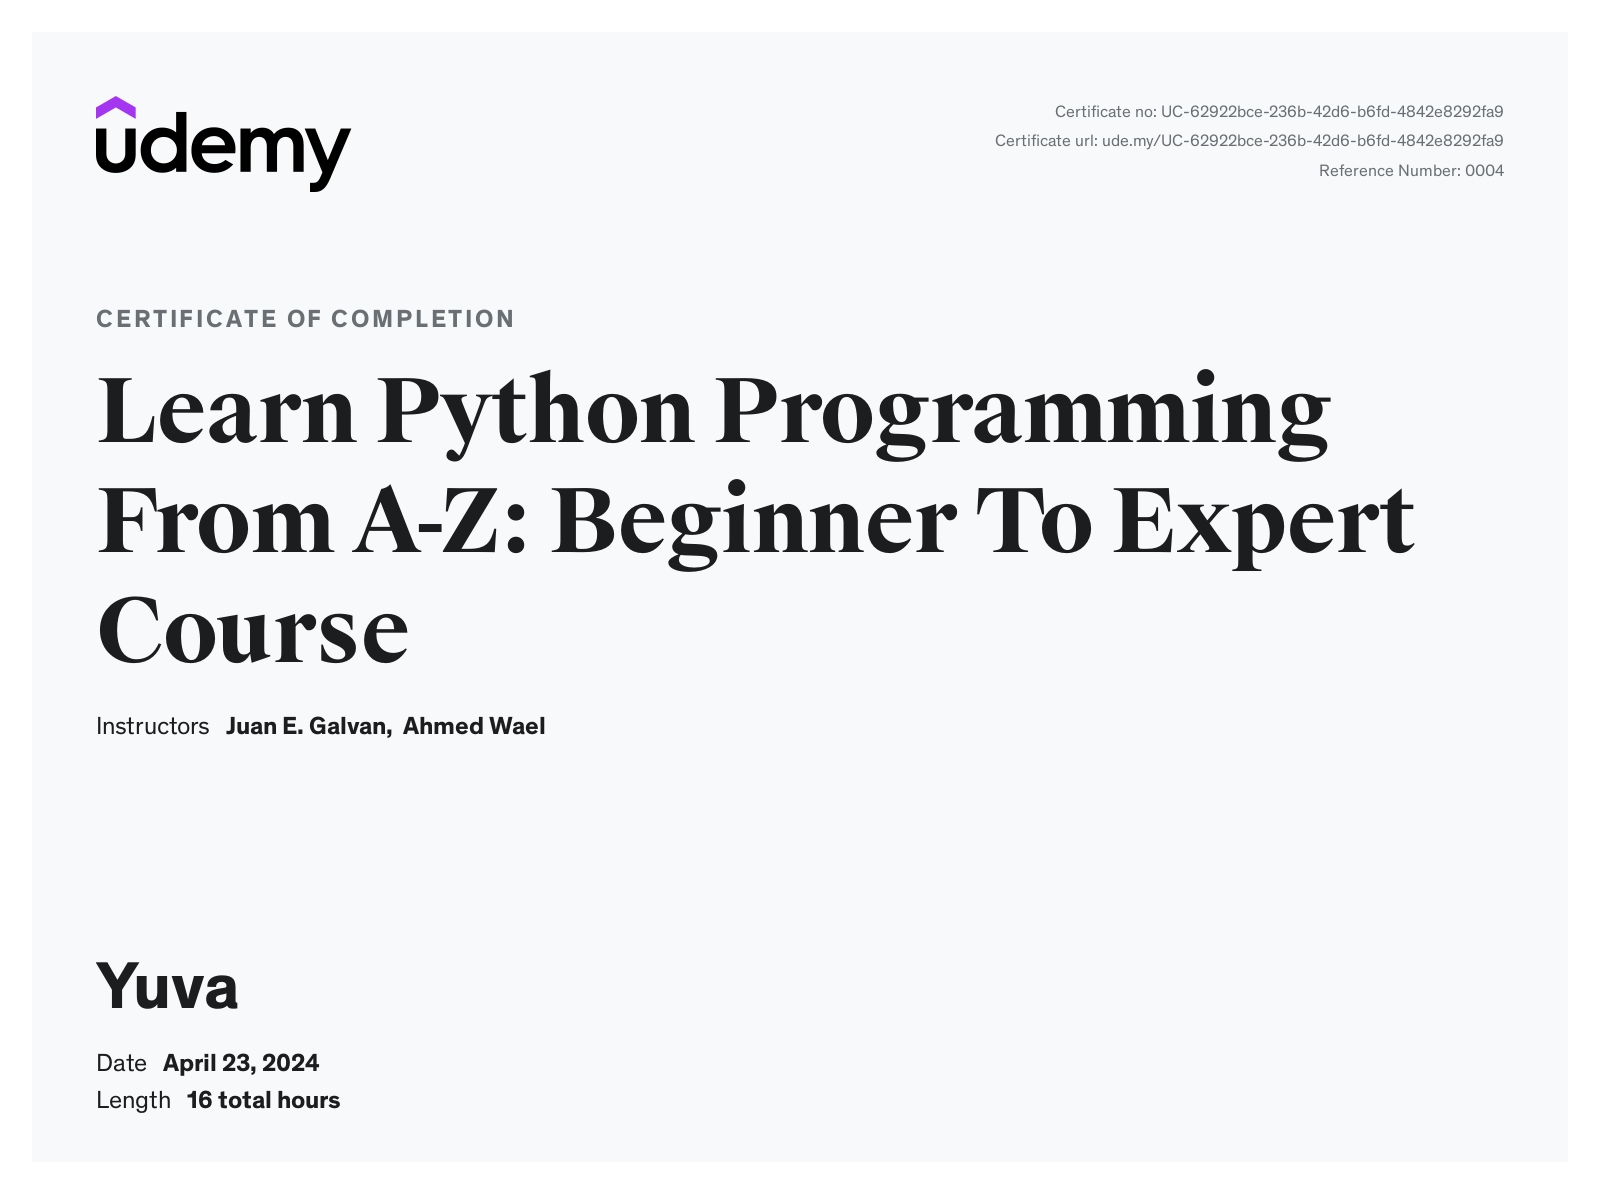 udemy
Certificate no: UC-62922bce-236b-42d6-b6fd-4842e8292fa9
Certificate url: ude.my/UC-62922bce-236b-42d6-b6fd-4842e8292fa9
Reference Number: 0004
CERTIFICATE OF COMPLETION
Learn Python Programming
From A-Z: Beginner To Expert
Course
Instructors Juan E. Galvan, Ahmed Wael
Yuva
Date April 23, 2024
Length 16 total hours